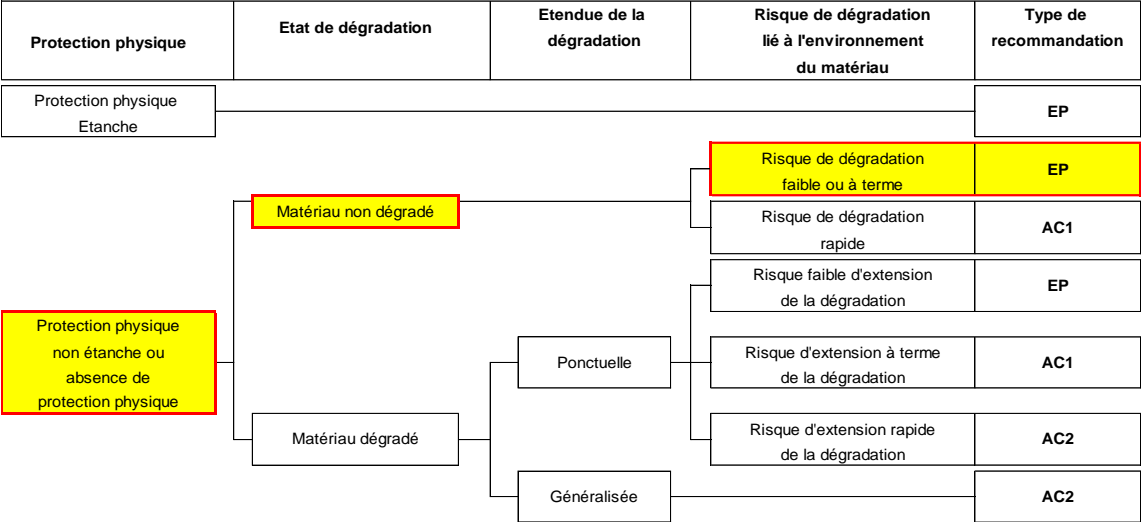 Protection physique
Etat de dégradation
Etendue de la
dégradation
Risque de dégradation
lié à l'environnement
du matériau
Type de
recommandation
Protection physique
Etanche
EP
Risque de dégradation
faible ou à terme
EP
Matériau non dégradé
Risque de dégradation
rapide
AC1
Risque faible d'extension
de la dégradation
EP
Protection physique
non étanche ou
absence de
protection physique
Ponctuelle
Risque d'extension à terme
de la dégradation
AC1
Matériau dégradé
Risque d'extension rapide
de la dégradation
AC2
Généralisée
AC2